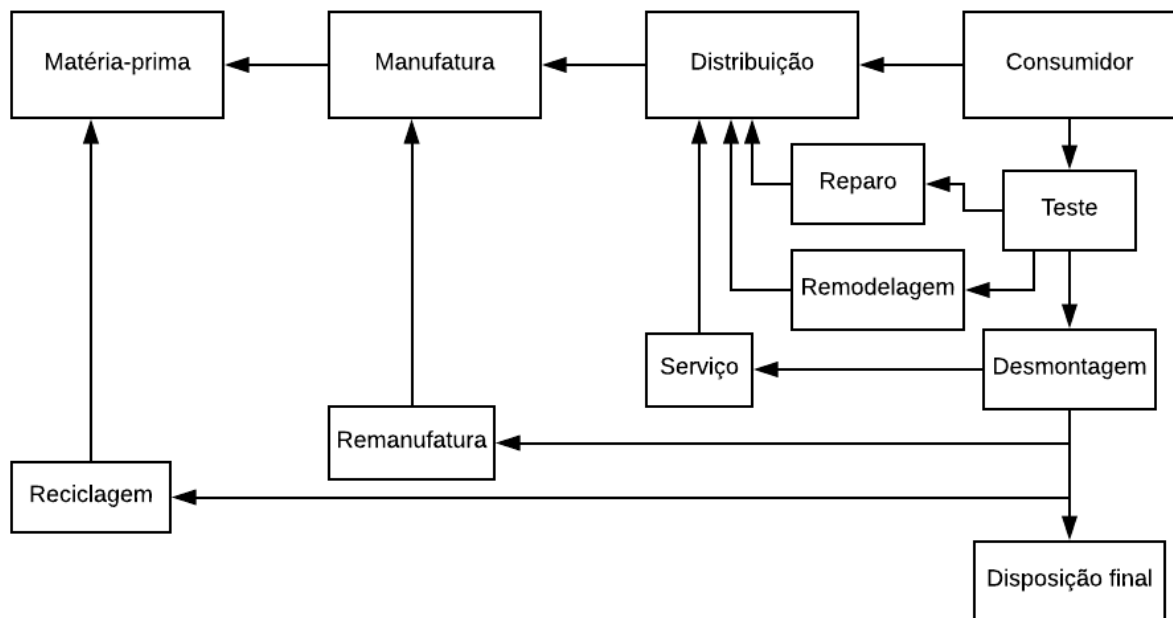 Matéria-prima
Manufatura
Distribuição
Consumidor
Reparo
Teste
Remodelagem
Serviço
Desmontagem
Remanufatura
Reciclagem
Disposição final